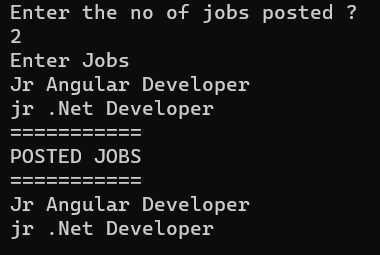 Enter the no of jobs posted ?
2
Enter Jobs
Jr Angular Developer
jr .Net Developer
===========
POSTED JOBS
===========
Jr Angular Developer
jr .Net Developer